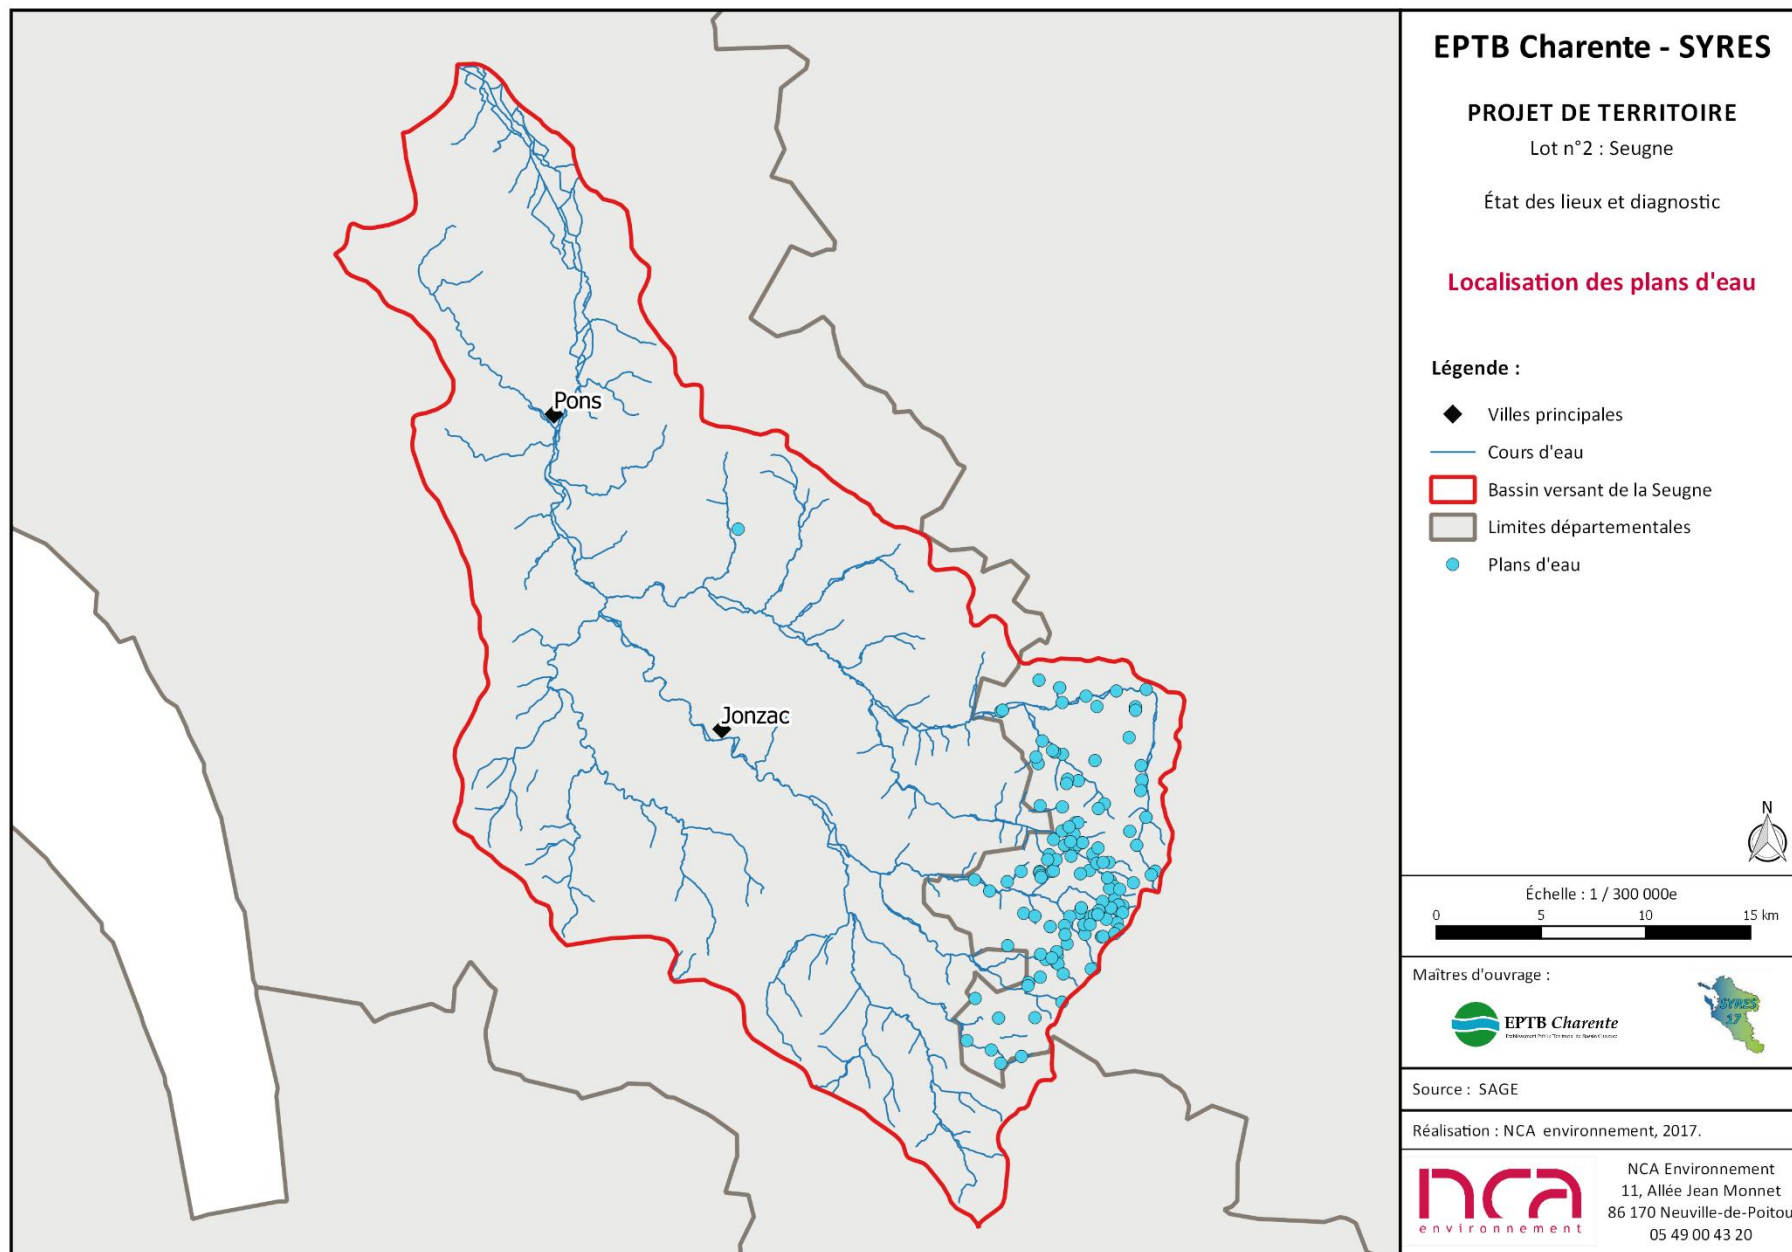 EPTB Charente - SYRES
PROJET DE TERRITOIRE
Lot n°2 : Seugne
État des lieux et diagnostic
Localisation des plans d'eau
Légende :
Villes principales
Cours d'eau
Bassin versant de la Seugne
Limites départementales
Plans d'eau
Pons
Jonzac
N
Échelle : 1 / 300 000e
0 5 10 15 km
Maîtres d'ouvrage :
EPTB Charente
SYRES
17
Source : SAGE
Réalisation : NCA environnement, 2017.
nca
environnement
NCA Environnement
11, Allée Jean Monnet
86 170 Neuville-de-Poitou
05 49 00 43 20